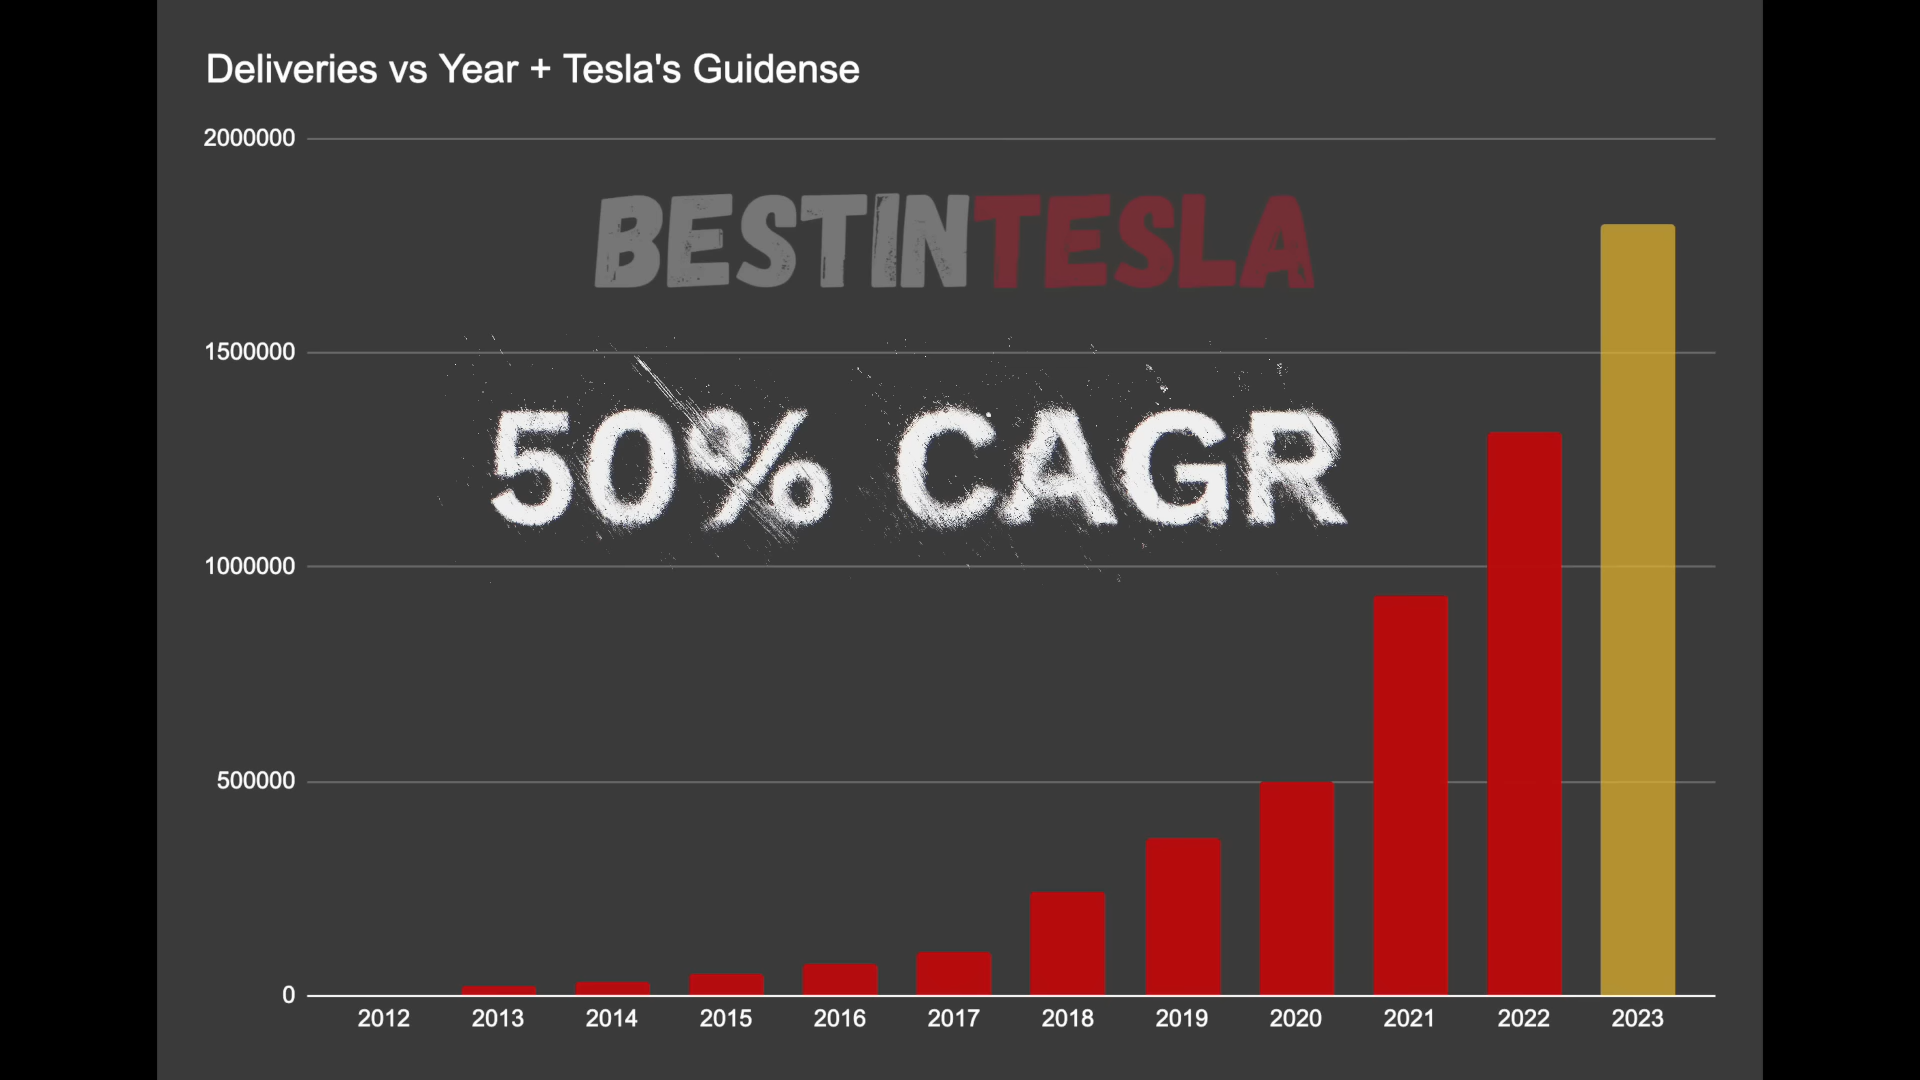 Deliveries vs Year + Tesla's Guidense
2000000
BESTINTESLA
1500000
50% CAGR
1000000
500000
0
2012 2013 2014 2015 2016 2017 2018 2019 2020 2021 2022 2023